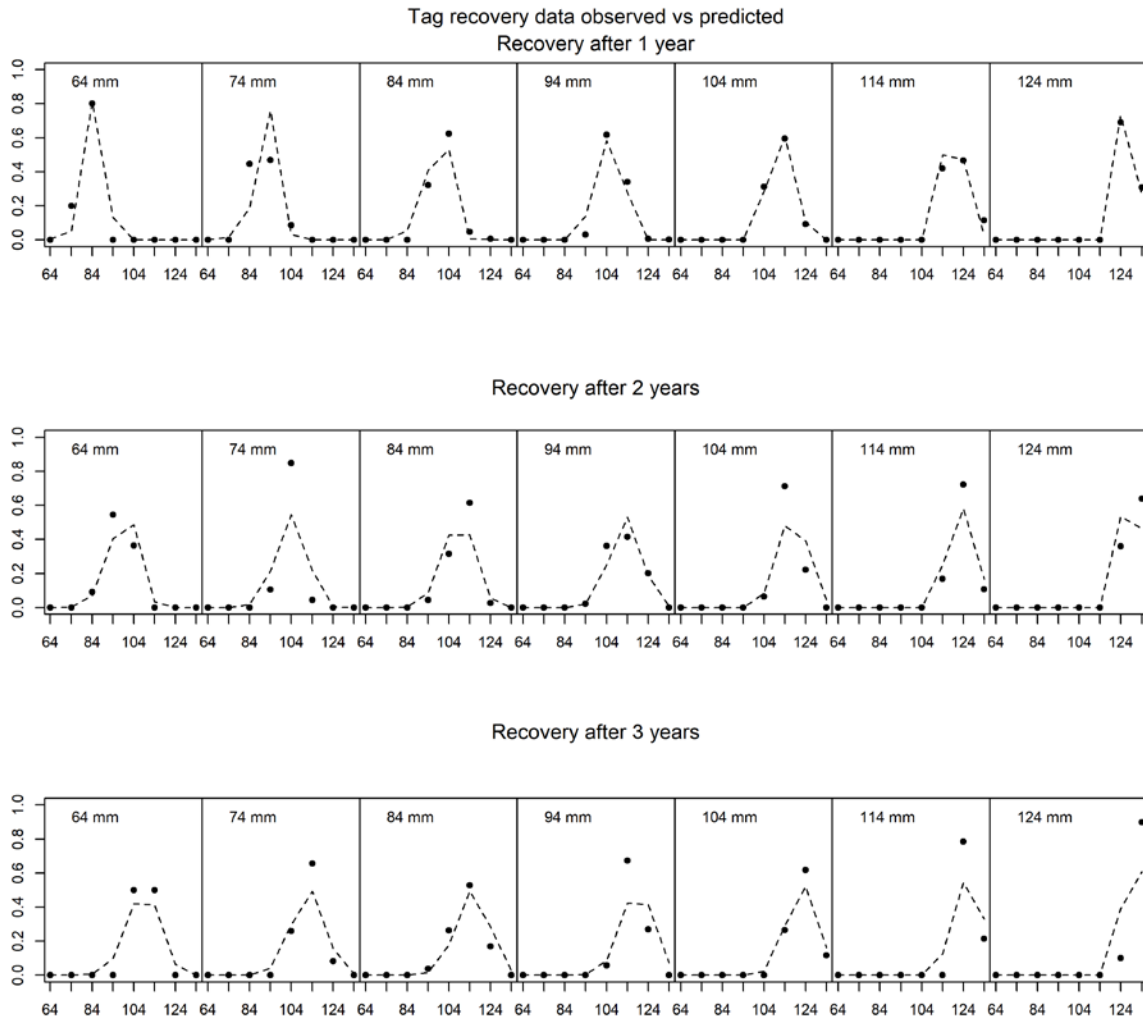 Tag recovery data observed vs predicted
Recovery after 1 year
64 mm 74 mm 84 mm 94 mm 104 mm 114 mm 124 mm
0.0 0.2 0.4 0.6 0.8 1.0
64 84 104 124 64 84 104 124 64 84 104 124 64 84 104 124 64 84 104 124 64 84 104 124 64 84 104 124
Recovery after 2 years
64 mm 74 mm 84 mm 94 mm 104 mm 114 mm 124 mm
0.0 0.2 0.4 0.6 0.8 1.0
64 84 104 124 64 84 104 124 64 84 104 124 64 84 104 124 64 84 104 124 64 84 104 124 64 84 104 124
Recovery after 3 years
64 mm 74 mm 84 mm 94 mm 104 mm 114 mm 124 mm
0.0 0.2 0.4 0.6 0.8 1.0
64 84 104 124 64 84 104 124 64 84 104 124 64 84 104 124 64 84 104 124 64 84 104 124 64 84 104 124